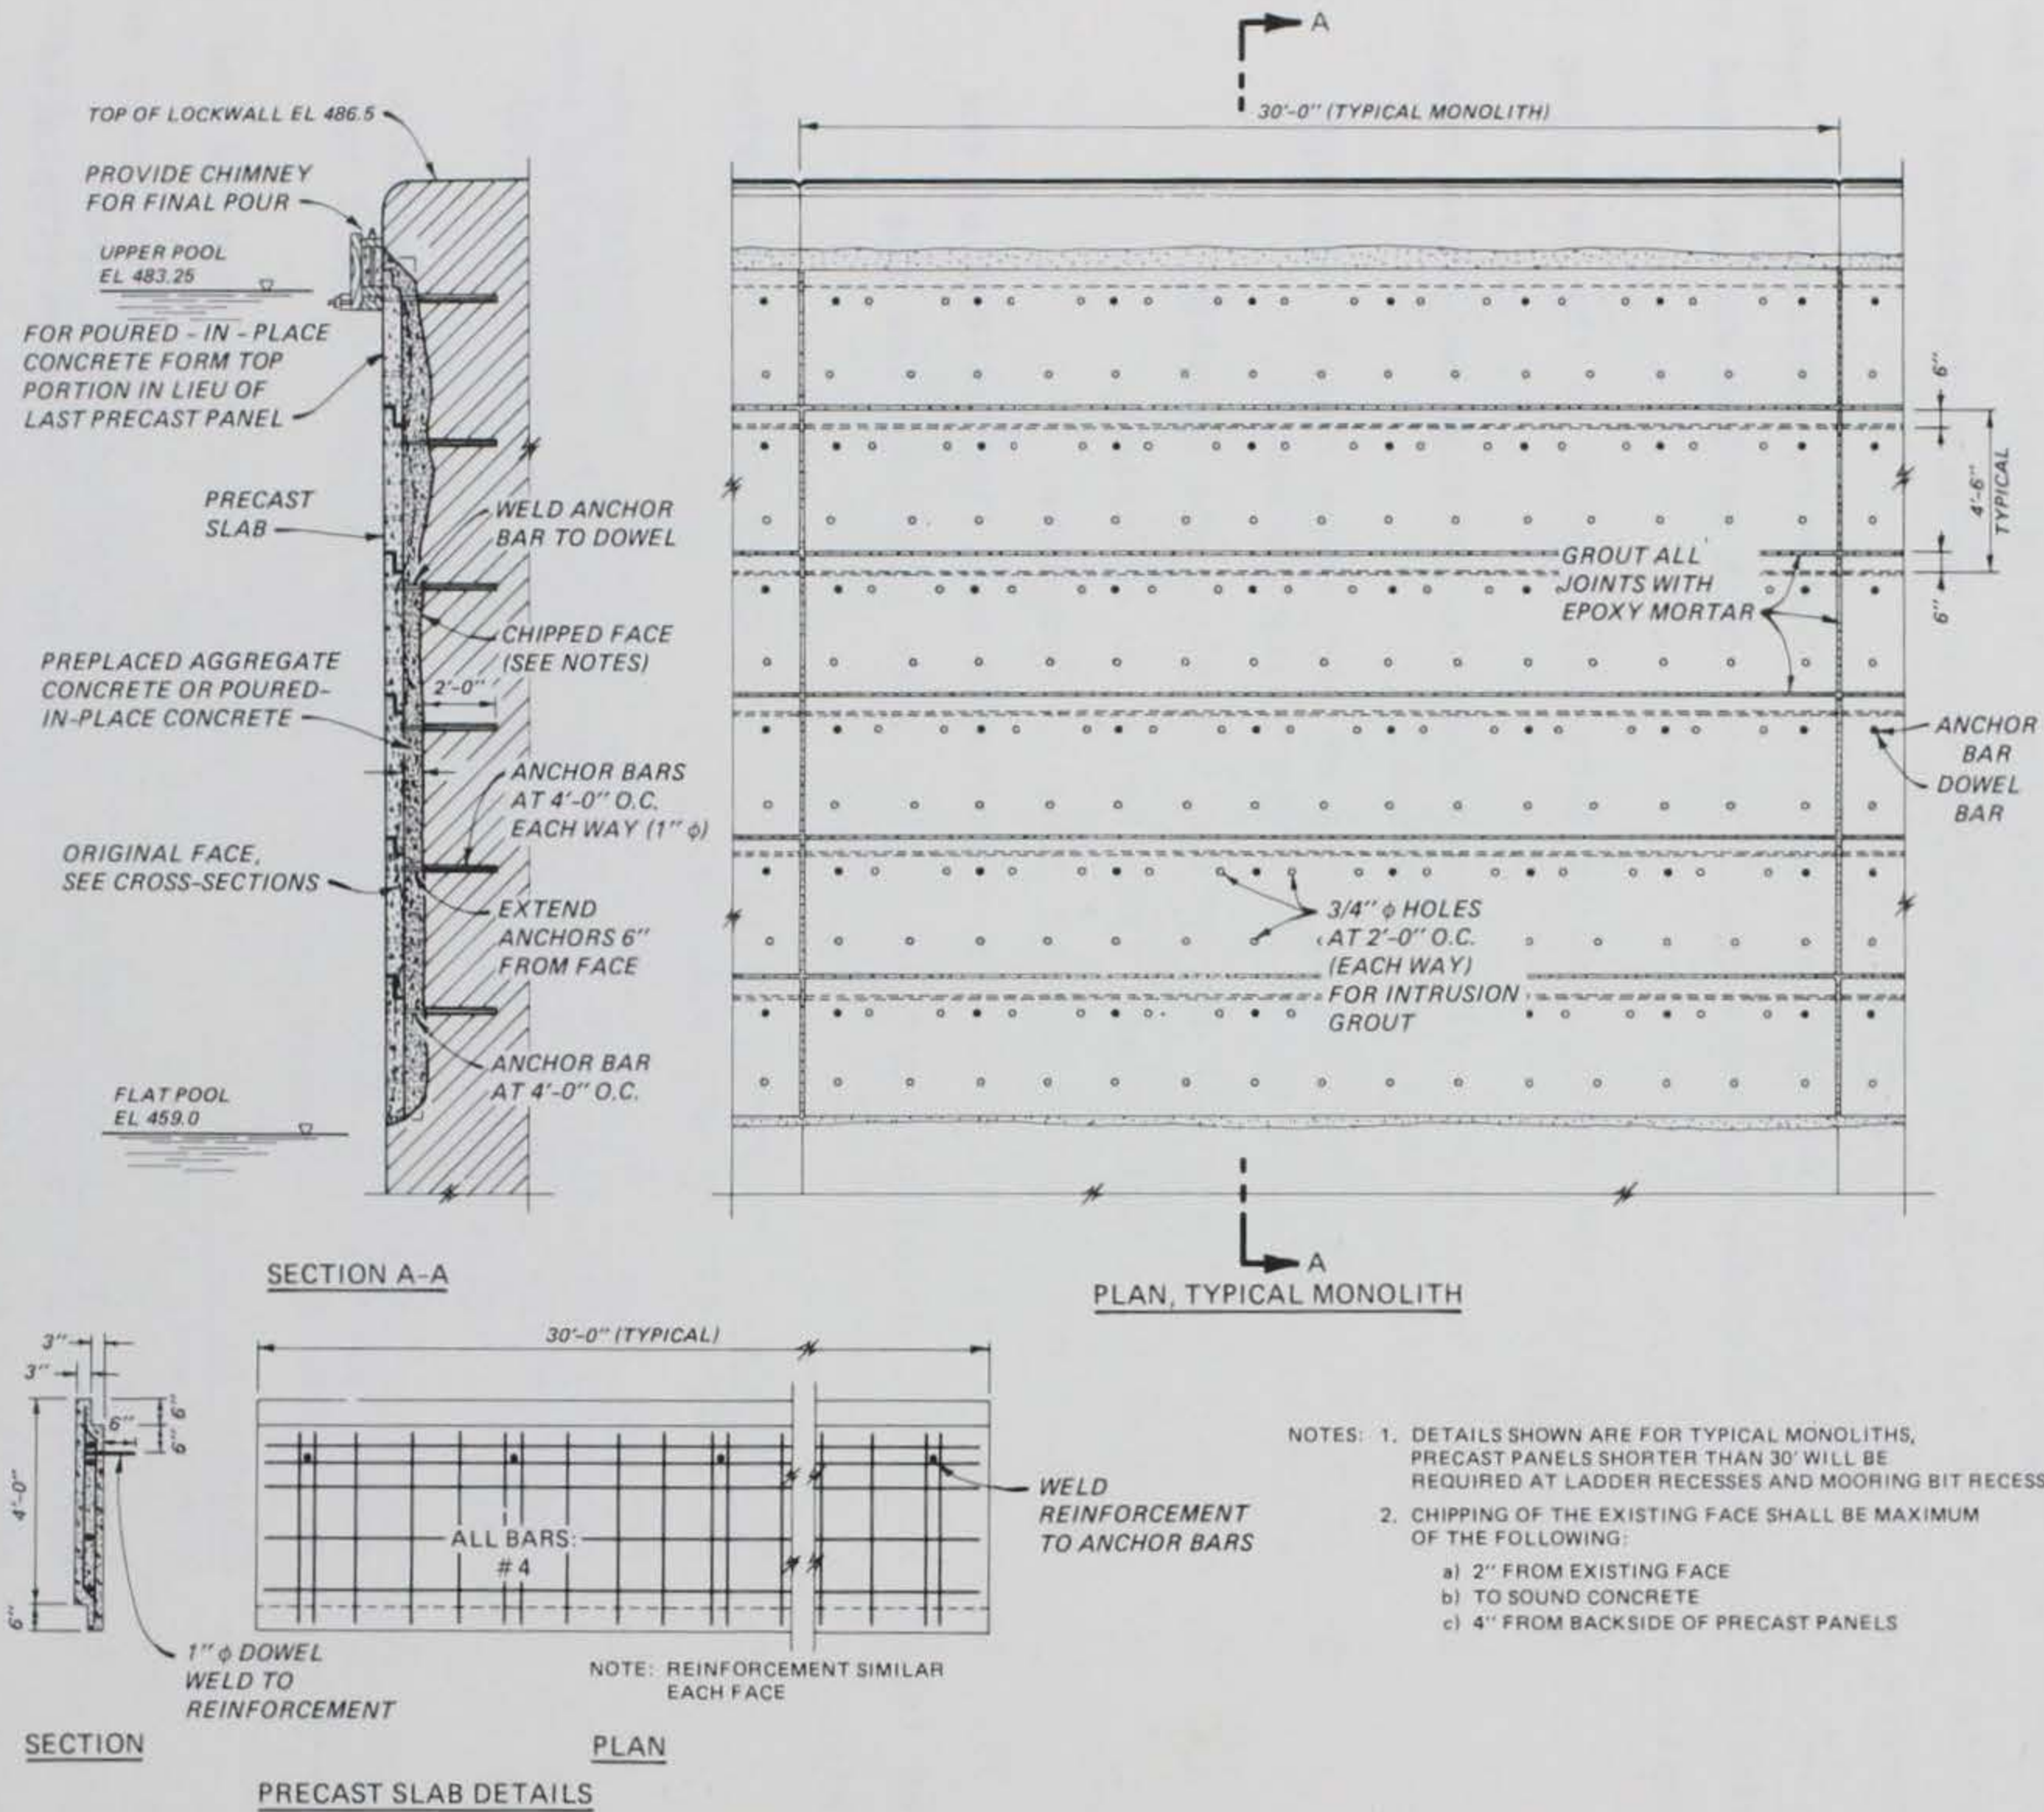 A
30'-0" (TYPICAL MONOLITH)
TOP OF LOCKWALL EL 486.5
PROVIDE CHIMNEY
FOR FINAL POUR
UPPER POOL
EL 483.25
FOR POURED - IN - PLACE
CONCRETE FORM TOP
PORTION IN LIEU OF
LAST PRECAST PANEL
PRECAST
SLAB
WELD ANCHOR
BAR TO DOWEL
CHIPPED FACE
(SEE NOTES)
PREPLACED AGGREGATE
CONCRETE OR POURED-
IN-PLACE CONCRETE
2'-0"
ANCHOR BARS
AT 4'-0" O.C.
EACH WAY (1" ϕ)
ORIGINAL FACE,
SEE CROSS-SECTIONS
EXTEND
ANCHORS 6"
FROM FACE
ANCHOR BAR
AT 4'-0" O.C.
FLAT POOL
EL 459.0
6"
4'-6"
TYPICAL
6"
GROUT ALL
JOINTS WITH
EPOXY MORTAR
ANCHOR
BAR
DOWEL
BAR
3/4" ϕ HOLES
AT 2'-0" O.C.
(EACH WAY)
FOR INTRUSION
GROUT
SECTION A-A
A
PLAN, TYPICAL MONOLITH
3"
3"
6"
6"
6"
4'-0"
6"
1" ϕ DOWEL
WELD TO
REINFORCEMENT
SECTION
30'-0" (TYPICAL)
ALL BARS:
#4
WELD
REINFORCEMENT
TO ANCHOR BARS
NOTE: REINFORCEMENT SIMILAR
EACH FACE
PLAN
PRECAST SLAB DETAILS
NOTES: 1. DETAILS SHOWN ARE FOR TYPICAL MONOLITHS,
PRECAST PANELS SHORTER THAN 30' WILL BE
REQUIRED AT LADDER RECESSES AND MOORING BIT RECESS
2. CHIPPING OF THE EXISTING FACE SHALL BE MAXIMUM
OF THE FOLLOWING:
a) 2" FROM EXISTING FACE
b) TO SOUND CONCRETE
c) 4" FROM BACKSIDE OF PRECAST PANELS